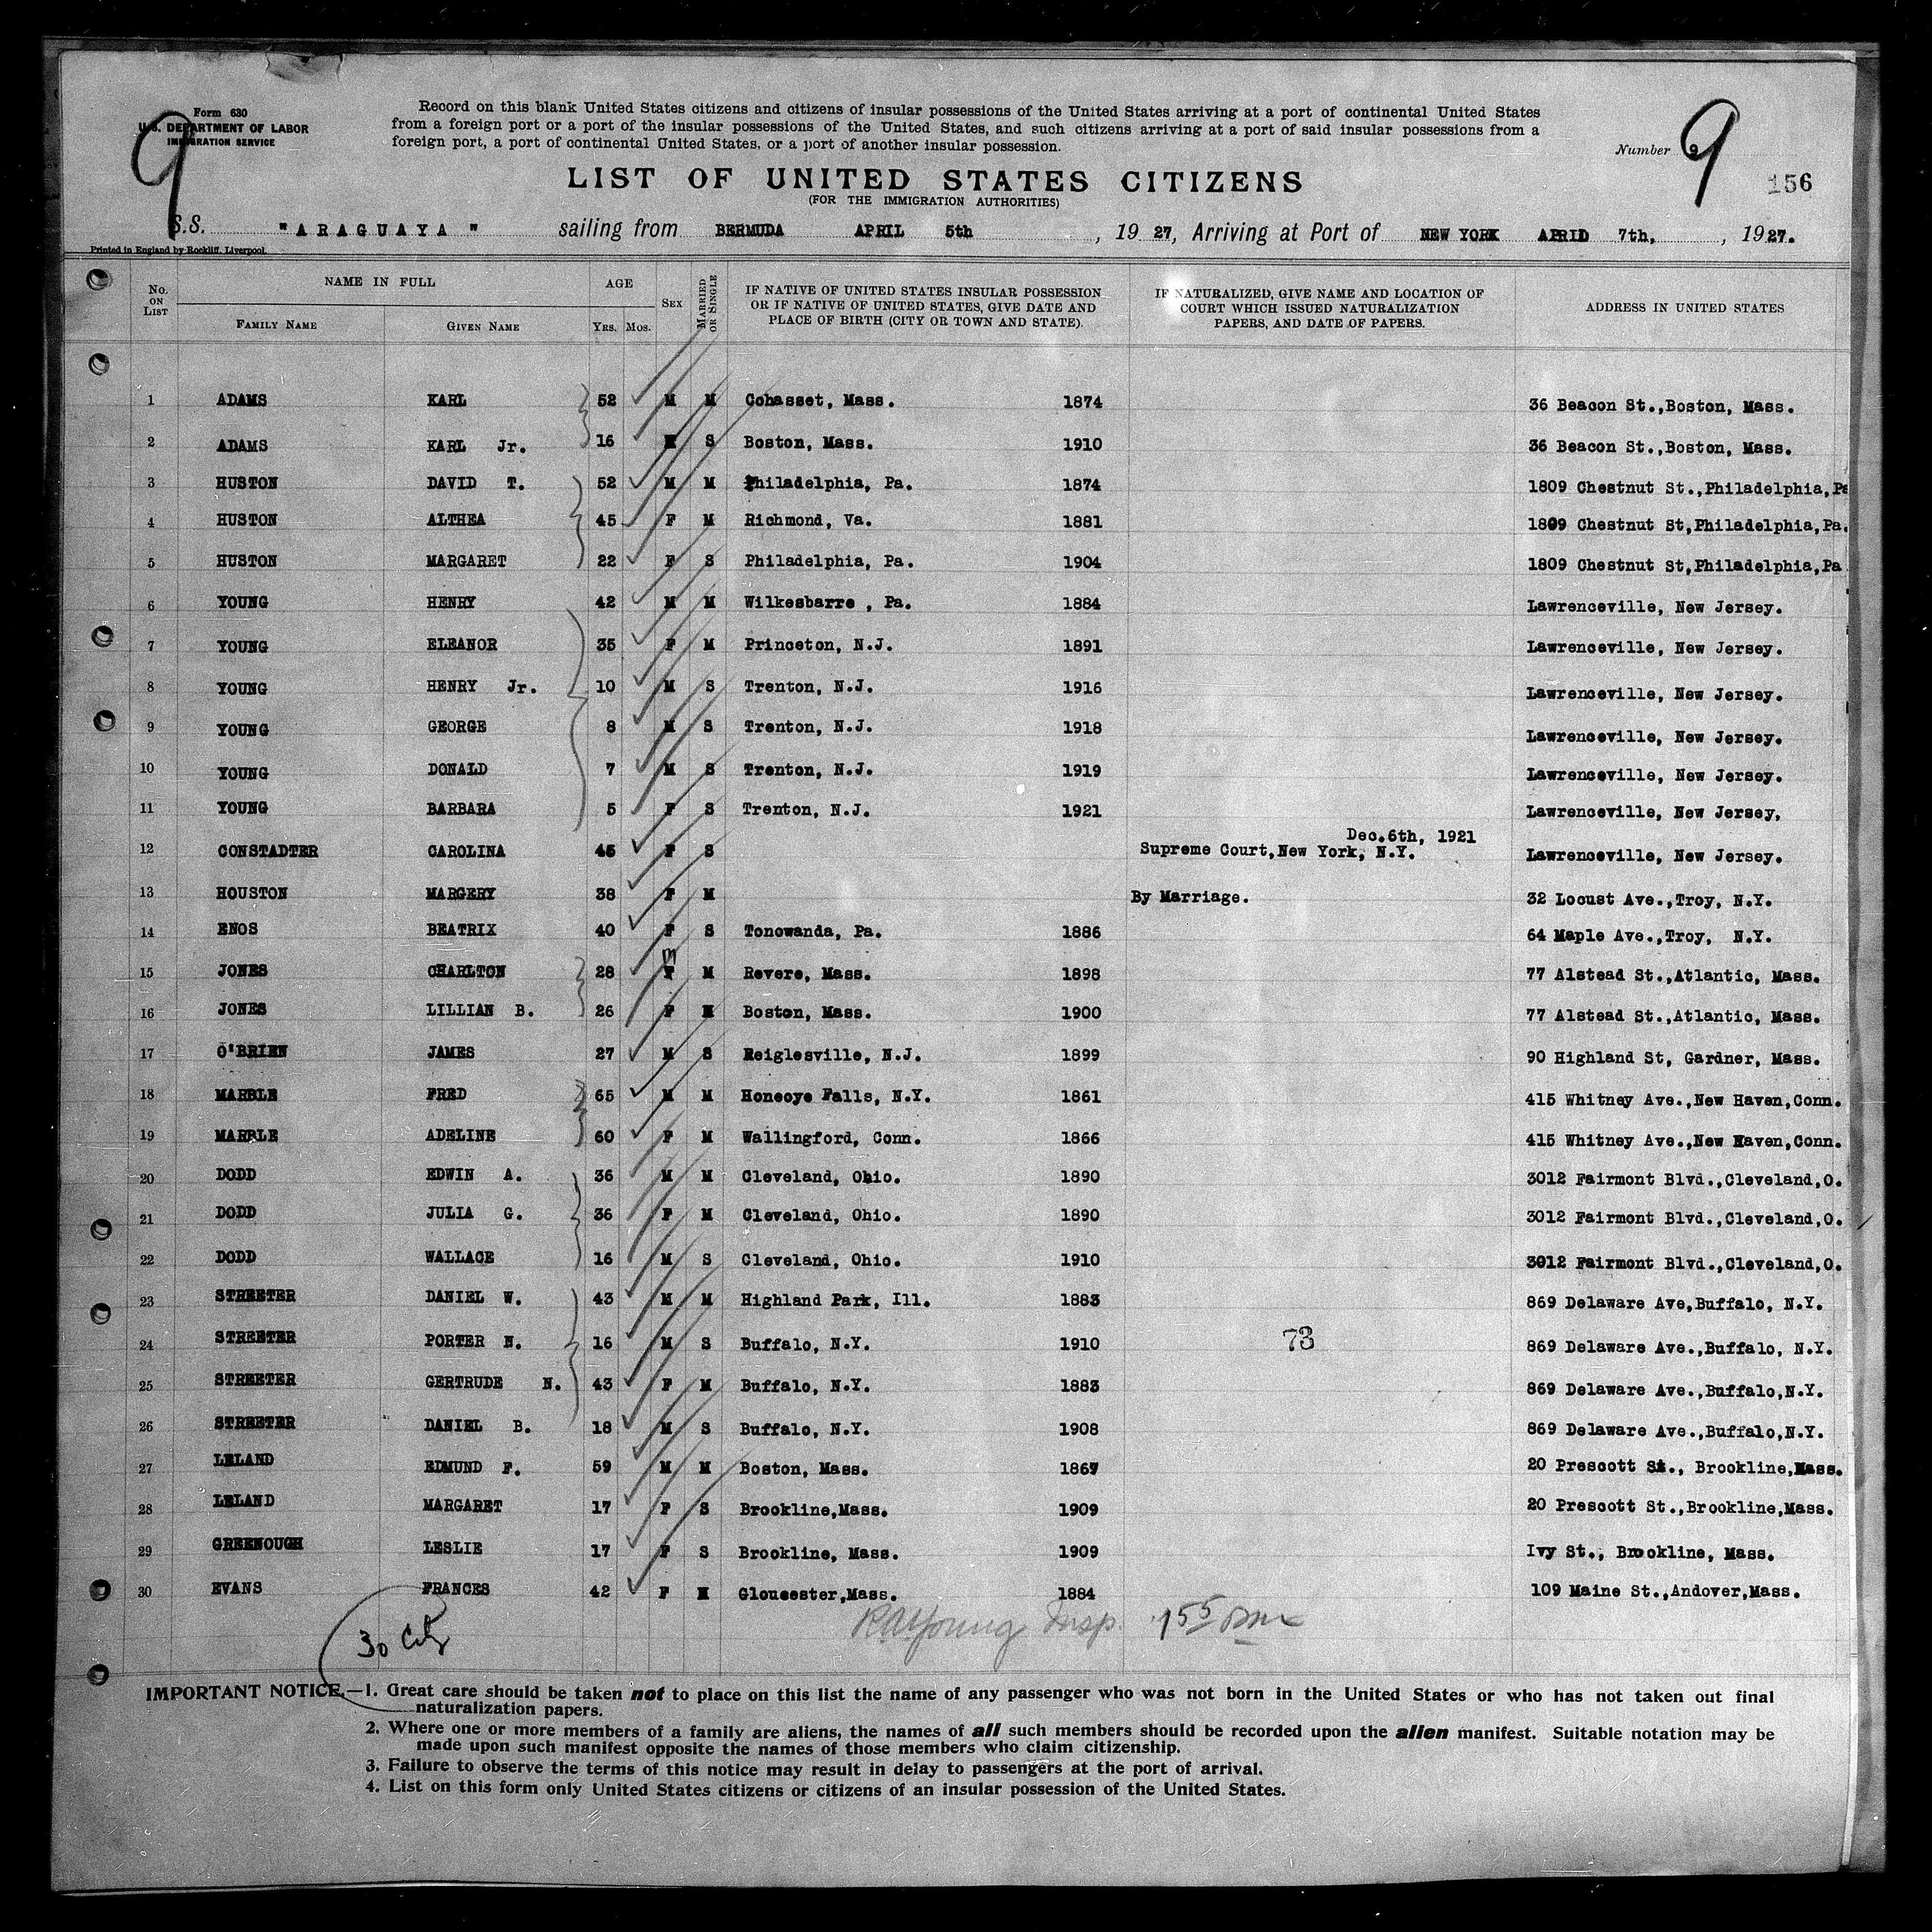 Form 630
U.S. DEPARTMENT OF LABOR
IMMIGRATION SERVICE
9
Record on this blank United States citizens and citizens of insular possessions of the United States arriving at a port of continental United States
from a foreign port or a port of the insular possessions of the United States, and such citizens arriving at a port of said insular possessions from a
foreign port, a port of continental United States, or a port of another insular possession.
Number 9
9
156
LIST OF UNITED STATES CITIZENS
(FOR THE IMMIGRATION AUTHORITIES)
S.S. "ARAGUAYA" sailing from BERMUDA APRIL 5th, 1927, Arriving at Port of NEW YORK APRID 7th, , 1927.
Printed in England by Rockliff, Liverpool.
No. ON LIST NAME IN FULL FAMILY NAME GIVEN NAME AGE YRS. MOS. SEX MARRIED OR SINGLE IF NATIVE OF UNITED STATES INSULAR POSSESSION OR IF NATIVE OF UNITED STATES, GIVE DATE AND PLACE OF BIRTH (CITY OR TOWN AND STATE). IF NATURALIZED, GIVE NAME AND LOCATION OF COURT WHICH ISSUED NATURALIZATION PAPERS, AND DATE OF PAPERS. ADDRESS IN UNITED STATES
1 ADAMS KARL 52 M M Cohasset, Mass. 1874 36 Beacon St.,Boston, Mass.
2 ADAMS KARL Jr. 16 M S Boston, Mass. 1910 36 Beacon St.,Boston, Mass.
3 HUSTON DAVID T. 52 M M Philadelphia, Pa. 1874 1809 Chestnut St.,Philadelphia,Pa
4 HUSTON ALTHEA 45 F M Richmond, Va. 1881 1809 Chestnut St,Philadelphia,Pa.
5 HUSTON MARGARET 22 F S Philadelphia, Pa. 1904 1809 Chestnut St,Philadelphia,Pa
6 YOUNG HENRY 42 M M Wilkesbarre , Pa. 1884 Lawrenceville, New Jersey.
7 YOUNG ELEANOR 35 F M Princeton, N.J. 1891 Lawrenceville, New Jersey.
8 YOUNG HENRY Jr. 10 M S Trenton, N.J. 1916 Lawrenceville, New Jersey.
9 YOUNG GEORGE 8 M S Trenton, N.J. 1918 Lawrenceville, New Jersey.
10 YOUNG DONALD 7 M S Trenton, N.J. 1919 Lawrenceville, New Jersey.
11 YOUNG BARBARA 5 F S Trenton, N.J. 1921 Lawrenceville, New Jersey,
Dec.6th, 1921
12 CONSTADTER CAROLINA 45 F S Supreme Court,New York, N.Y. Lawrenceville, New Jersey.
13 HOUSTON MARGERY 38 F M By Marriage. 32 Locust Ave.,Troy, N.Y.
14 ENOS BEATRIX 40 F S Tonowanda, Pa. 1886 64 Maple Ave.,Troy, N.Y.
m
15 JONES CHARLTON 28 F M Revere, Mass. 1898 77 Alstead St.,Atlantic, Mass.
16 JONES LILLIAN B. 26 F M Boston, Mass. 1900 77 Alstead St.,Atlantic, Mass.
17 O'BRIEN JAMES 27 M S Reiglesville, N.J. 1899 90 Highland St, Gardner, Mass.
18 MARBLE FRED 65 M M Honeoye Falls, N.Y. 1861 415 Whitney Ave.,New Haven,Conn.
19 MARBLE ADELINE 60 F M Wallingford, Conn. 1866 415 Whitney Ave.,New Haven,Conn.
20 DODD EDWIN A. 36 M M Cleveland, Ohio. 1890 3012 Fairmont Blvd.,Cleveland,O.
21 DODD JULIA G. 36 F M Cleveland, Ohio. 1890 3012 Fairmont Blvd.,Cleveland,O.
22 DODD WALLACE 16 M S Cleveland, Ohio. 1910 3012 Fairmont Blvd.,Cleveland,O.
23 STREETER DANIEL W. 43 M M Highland Park, Ill. 1883 869 Delaware Ave,Buffalo, N.Y.
24 STREETER PORTER N. 16 M S Buffalo, N.Y. 1910 73 869 Delaware Ave.,Buffalo, N.Y.
25 STREETER GERTRUDE N. 43 F M Buffalo, N.Y. 1883 869 Delaware Ave.,Buffalo,N.Y.
26 STREETER DANIEL B. 18 M S Buffalo, N.Y. 1908 869 Delaware Ave.,Buffalo,N.Y.
27 LELAND EDMUND F. 59 M M Boston, Mass. 1867 20 Prescott St., Brookline,Mass.
28 LELAND MARGARET 17 F S Brookline,Mass. 1909 20 Prescott St.,Brookline,Mass.
29 GREENOUGH LESLIE 17 F S Brookline, Mass. 1909 Ivy St., Brookline, Mass.
30 EVANS FRANCES 42 F M Gloucester,Mass. 1884 109 Maine St.,Andover,Mass.
RAYoung Insp. 155
30
IMPORTANT NOTICE.—1. Great care should be taken not to place on this list the name of any passenger who was not born in the United States or who has not taken out final
naturalization papers.
2. Where one or more members of a family are aliens, the names of all such members should be recorded upon the alien manifest. Suitable notation may be
made upon such manifest opposite the names of those members who claim citizenship.
3. Failure to observe the terms of this notice may result in delay to passengers at the port of arrival.
4. List on this form only United States citizens or citizens of an insular possession of the United States.